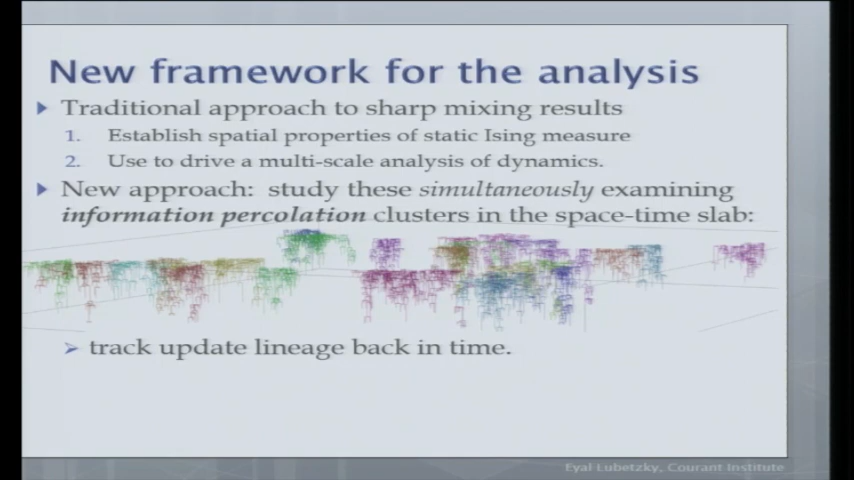 New framework for the analysis
Traditional approach to sharp mixing results
1. Establish spatial properties of static Ising measure
2. Use to drive a multi-scale analysis of dynamics.
New approach: study these simultaneously examining
information percolation clusters in the space-time slab:
track update lineage back in time.
Eyal Lubetzky, Courant Institute